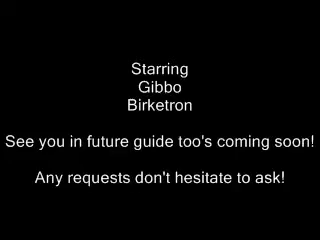 Starring
Gibbo
Birketron
See you in future guide too's coming soon!
Any requests don't hesitate to ask!